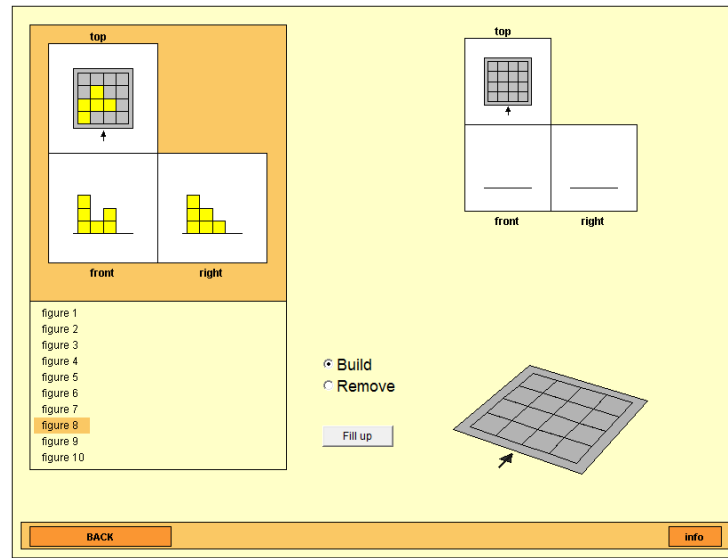 top
front
right
top
front
right
figure 1
figure 2
figure 3
figure 4
figure 5
figure 6
figure 7
figure 8
figure 9
figure 10
Build
Remove
Fill up
BACK
info